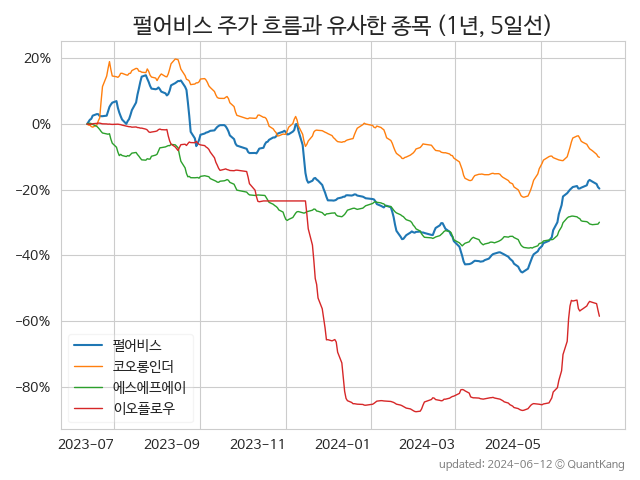 펄어비스 주가 흐름과 유사한 종목 (1년, 5일선)
20%
0%
−20%
−40%
−60%
−80%
펄어비스
코오롱인더
에스에프에이
이오플로우
2023-07 2023-09 2023-11 2024-01 2024-03 2024-05
updated: 2024-06-12 © QuantKang